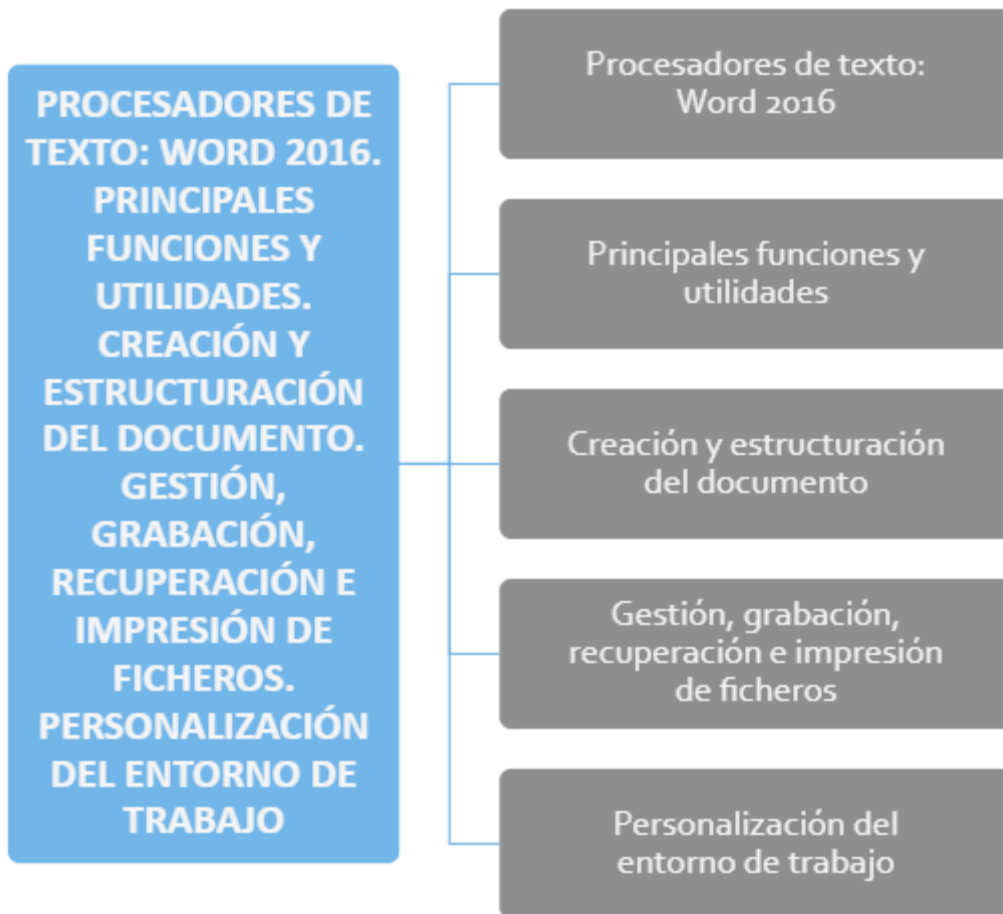 PROCESADORES DE
TEXTO: WORD 2016.
PRINCIPALES
FUNCIONES Y
UTILIDADES.
CREACIÓN Y
ESTRUCTURACIÓN
DEL DOCUMENTO.
GESTIÓN,
GRABACIÓN,
RECUPERACIÓN E
IMPRESIÓN DE
FICHEROS.
PERSONALIZACIÓN
DEL ENTORNO DE
TRABAJO
Procesadores de texto:
Word 2016
Principales funciones y
utilidades
Creación y estructuración
del documento
Gestión, grabación,
recuperación e impresión
de ficheros
Personalización del
entorno de trabajo